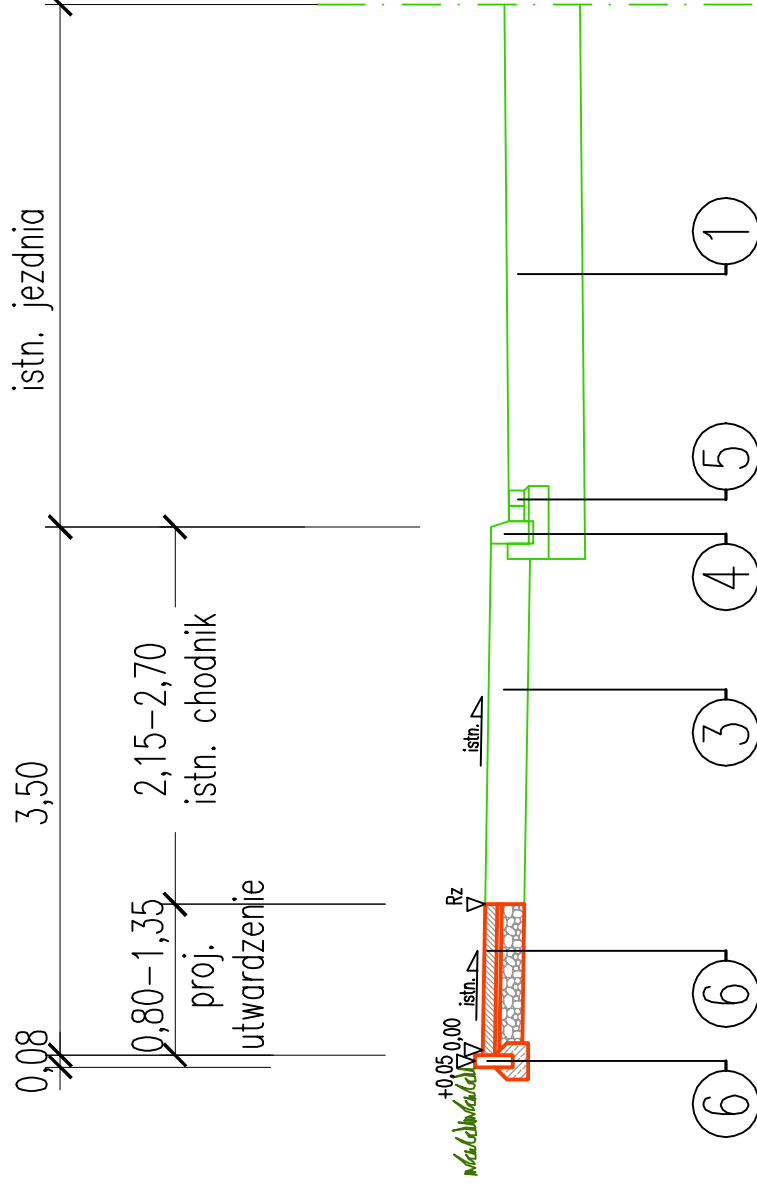 0,08
3,50
istn. jezdnia
0,80-1,35
proj.
utwardzenie
2,15-2,70
istn. chodnik
+0,05
0,00
istn.
Rz
istn.
6
6
3
4
5
1